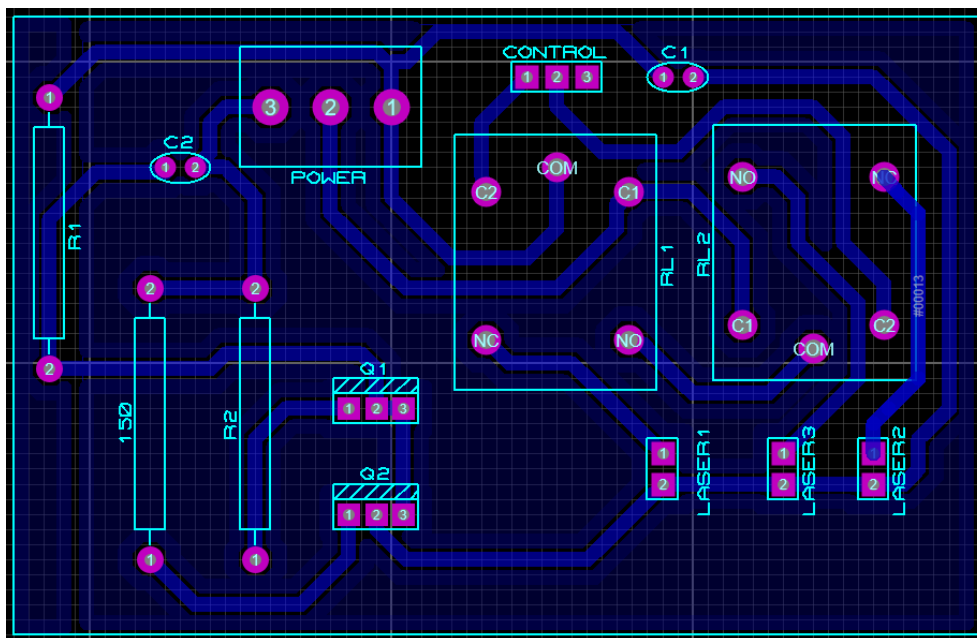 CONTROL
C1
1 2 3
1 2
1
3 2 1
C2
1 2
POWER
COM
C2
C1
NO
NC
R1
RL1
RL2
2
2
#00013
C1
C2
NC
NO
COM
2
Q1
1 2 3
150
R2
1
1
1
LASER1
LASER3
LASER2
Q2
2
2
2
1 2 3
1
1